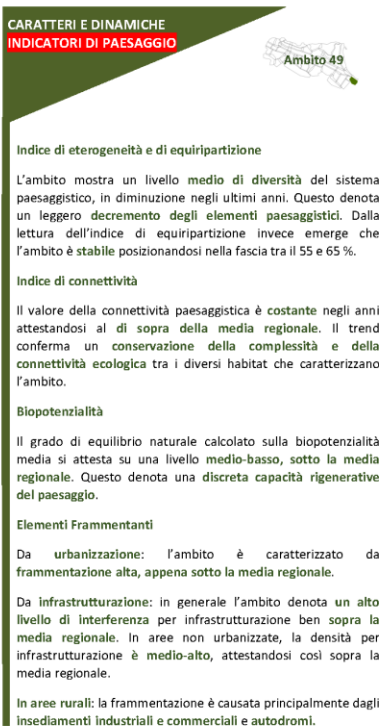 CARATTERI E DINAMICHE
INDICATORI DI PAESAGGIO
Ambito 49
Indice di eterogeneità e di equiripartizione
L'ambito mostra un livello medio di diversità del sistema
paesaggistico, in diminuzione negli ultimi anni. Questo denota
un leggero decremento degli elementi paesaggistici. Dalla
lettura dell'indice di equiripartizione invece emerge che
l'ambito è stabile posizionandosi nella fascia tra il 55 e 65 %.
Indice di connettività
Il valore della connettività paesaggistica è costante negli anni
attestandosi al di sopra della media regionale. Il trend
conferma un conservazione della complessità e della
connettività ecologica tra i diversi habitat che caratterizzano
l'ambito.
Biopotenzialità
Il grado di equilibrio naturale calcolato sulla biopotenzialità
media si attesta su una livello medio-basso, sotto la media
regionale. Questo denota una discreta capacità rigenerative
del paesaggio.
Elementi Frammentanti
Da urbanizzazione: l'ambito è caratterizzato da
frammentazione alta, appena sotto la media regionale.
Da infrastrutturazione: in generale l'ambito denota un alto
livello di interferenza per infrastrutturazione ben sopra la
media regionale. In aree non urbanizzate, la densità per
infrastrutturazione è medio-alto, attestandosi così sopra la
media regionale.
In aree rurali: la frammentazione è causata principalmente dagli
insediamenti industriali e commerciali e autodromi.